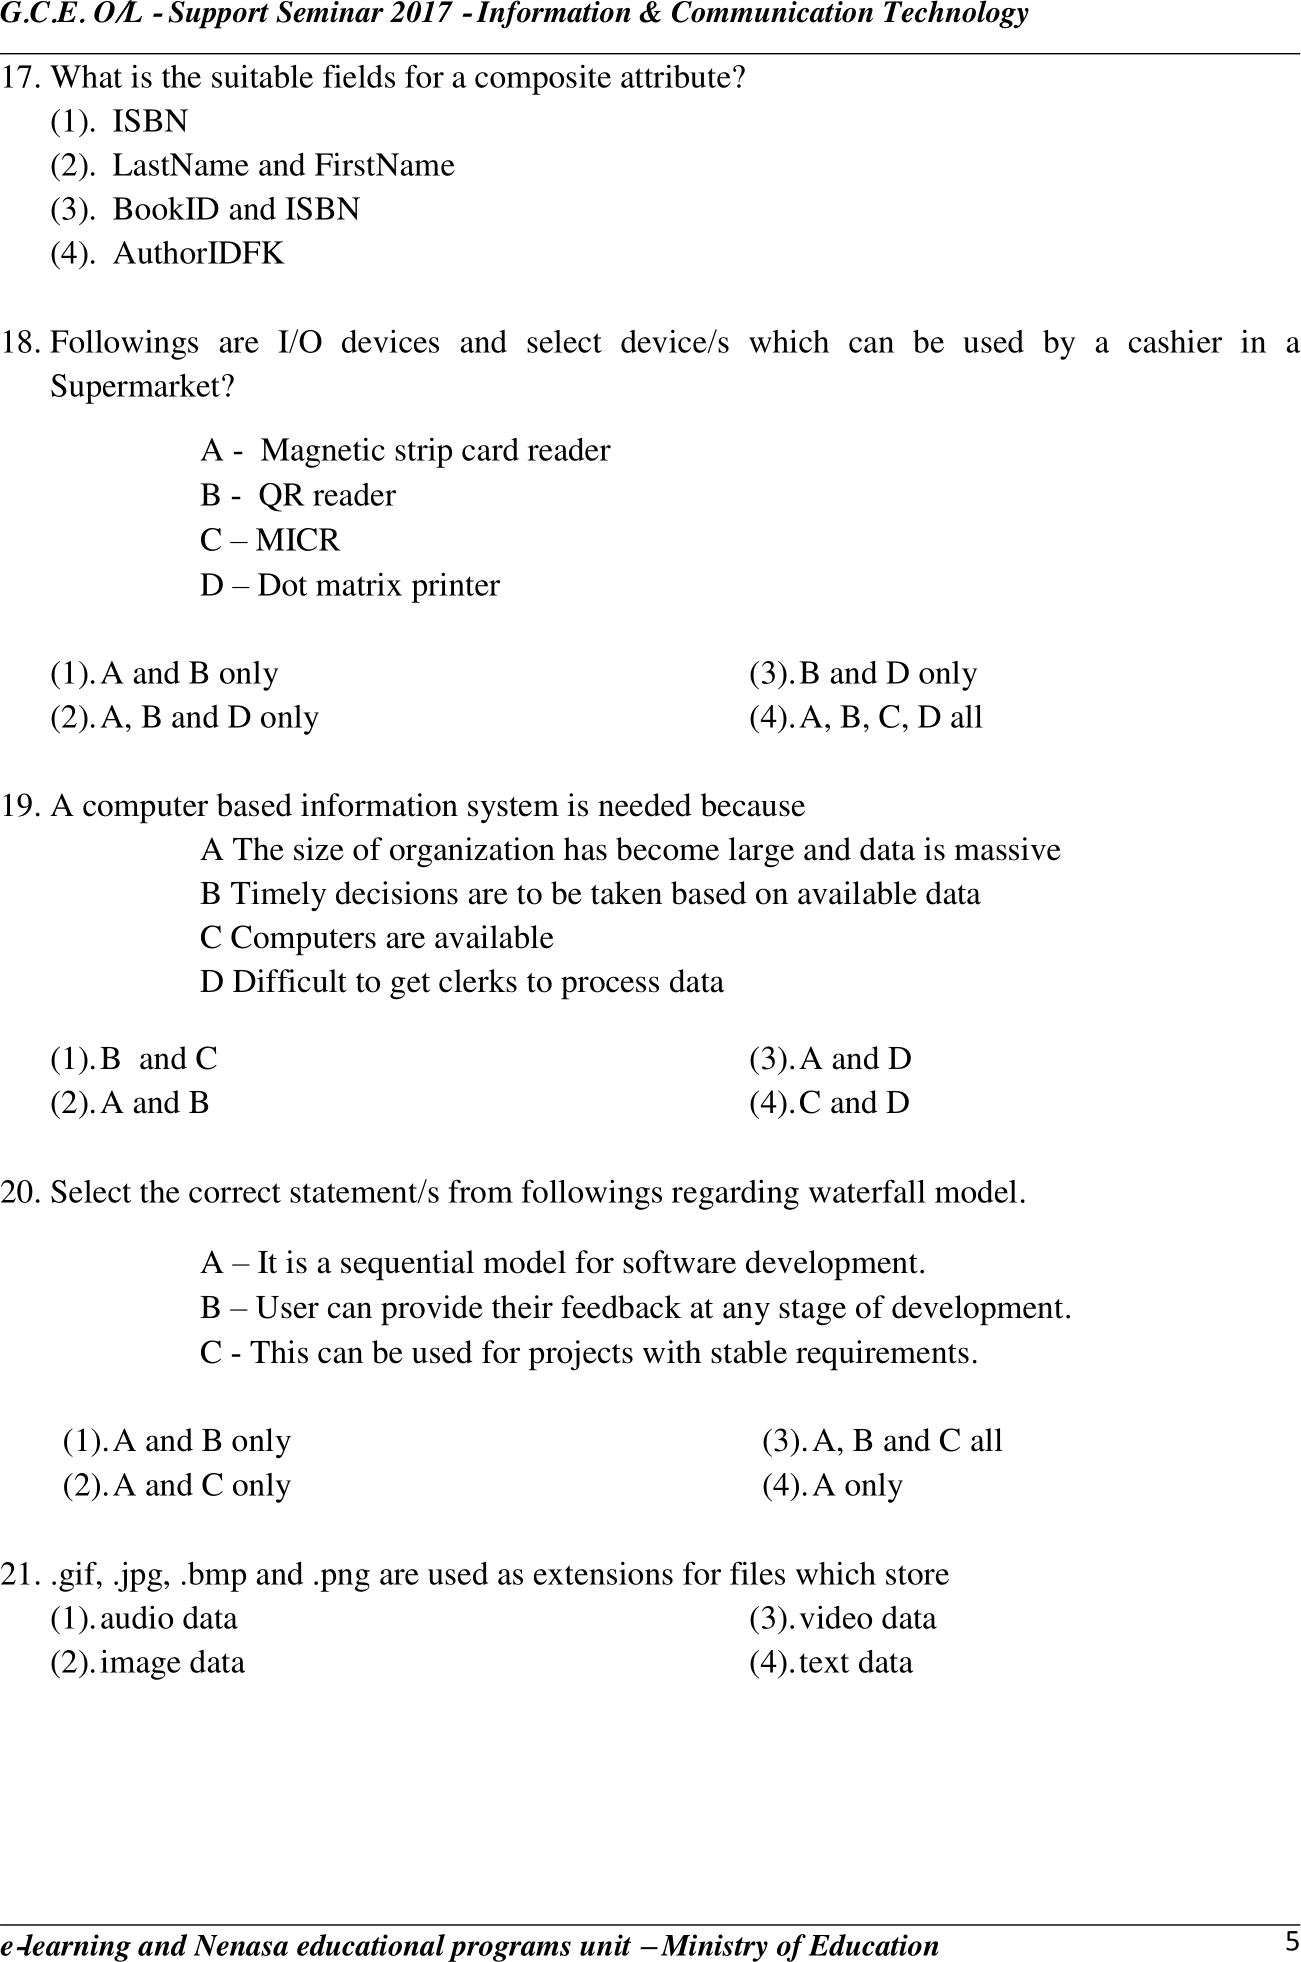 G.C.E. O/L - Support Seminar 2017 - Information & Communication Technology
17. What is the suitable fields for a composite attribute?
(1). ISBN
(2). LastName and FirstName
(3). BookID and ISBN
(4). AuthorIDFK
18. Followings are I/O devices and select device/s which can be used by a cashier in a
Supermarket?
A - Magnetic strip card reader
B - QR reader
C – MICR
D – Dot matrix printer
(1). A and B only (3). B and D only
(2). A, B and D only (4). A, B, C, D all
19. A computer based information system is needed because
A The size of organization has become large and data is massive
B Timely decisions are to be taken based on available data
C Computers are available
D Difficult to get clerks to process data
(1). B and C (3). A and D
(2). A and B (4). C and D
20. Select the correct statement/s from followings regarding waterfall model.
A – It is a sequential model for software development.
B – User can provide their feedback at any stage of development.
C - This can be used for projects with stable requirements.
(1). A and B only (3). A, B and C all
(2). A and C only (4). A only
21. .gif, .jpg, .bmp and .png are used as extensions for files which store
(1). audio data (3). video data
(2). image data (4). text data
e-learning and Nenasa educational programs unit – Ministry of Education 5